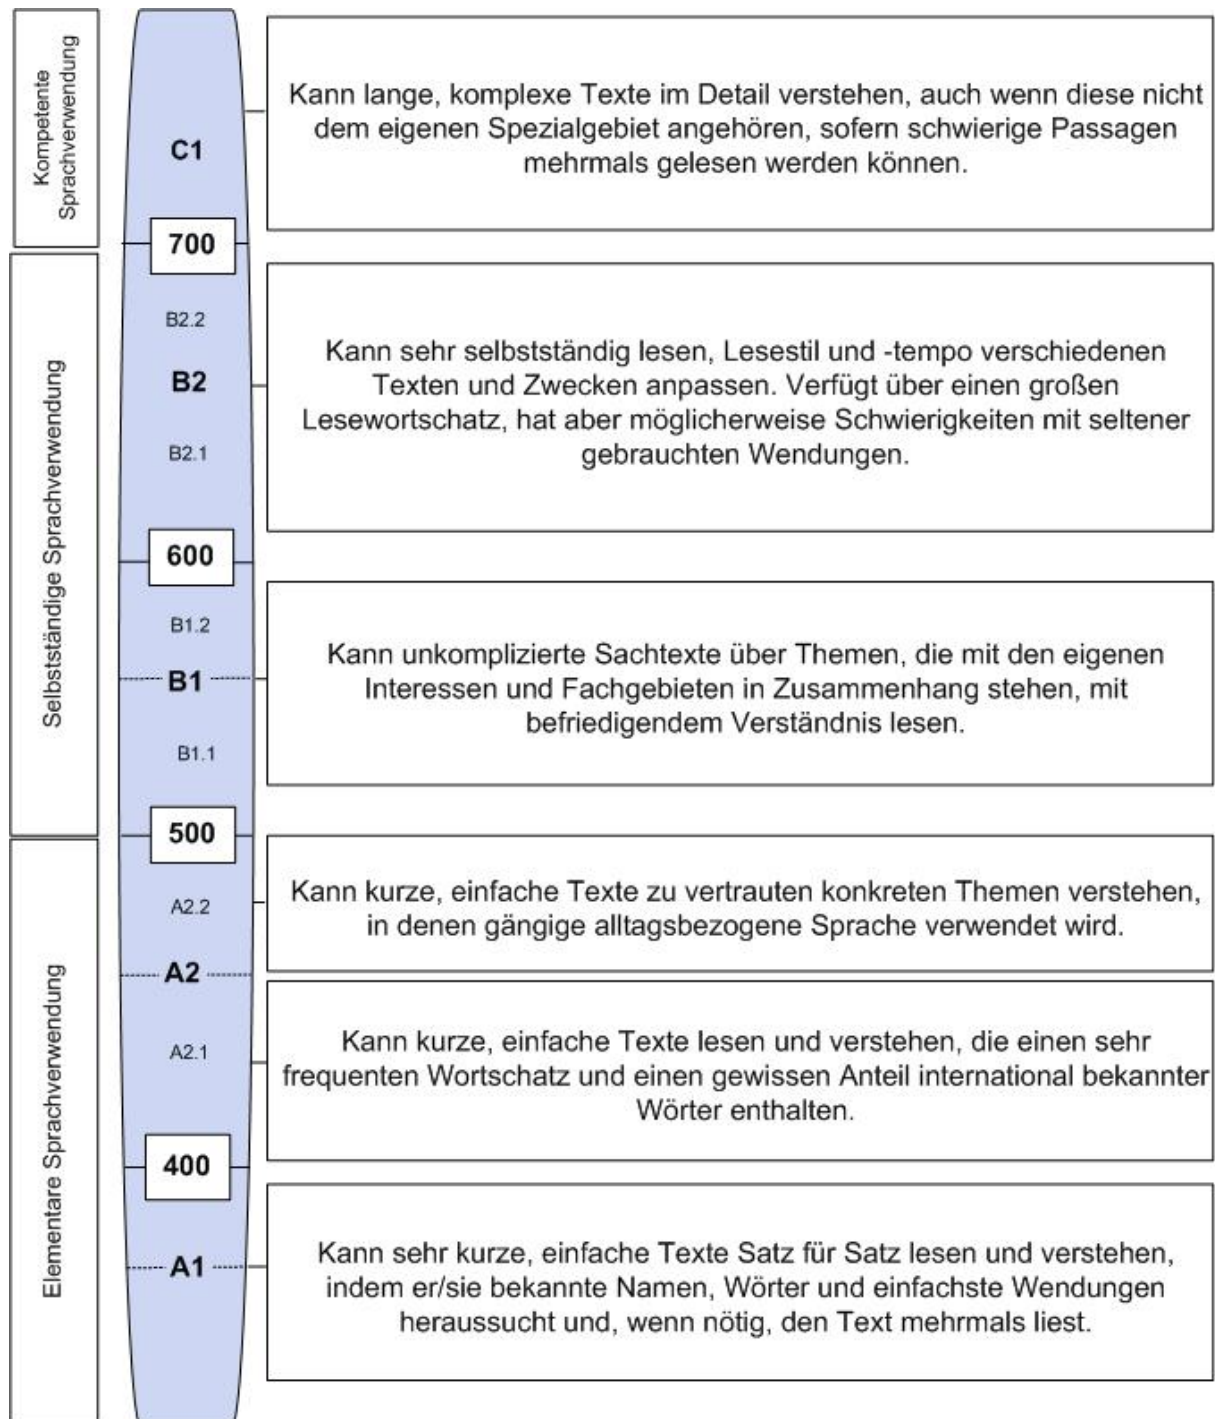 Kompetente
Sprachverwendung
C1
Kann lange, komplexe Texte im Detail verstehen, auch wenn diese nicht
dem eigenen Spezialgebiet angehören, sofern schwierige Passagen
mehrmals gelesen werden können.
700
Selbstständige Sprachverwendung
B2.2
B2
B2.1
Kann sehr selbstständig lesen, Lesestil und -tempo verschiedenen
Texten und Zwecken anpassen. Verfügt über einen großen
Lesewortschatz, hat aber möglicherweise Schwierigkeiten mit seltener
gebrauchten Wendungen.
600
B1.2
B1
B1.1
Kann unkomplizierte Sachtexte über Themen, die mit den eigenen
Interessen und Fachgebieten in Zusammenhang stehen, mit
befriedigendem Verständnis lesen.
500
Elementare Sprachverwendung
A2.2
Kann kurze, einfache Texte zu vertrauten konkreten Themen verstehen,
in denen gängige alltagsbezogene Sprache verwendet wird.
A2
A2.1
Kann kurze, einfache Texte lesen und verstehen, die einen sehr
frequenten Wortschatz und einen gewissen Anteil international bekannter
Wörter enthalten.
400
A1
Kann sehr kurze, einfache Texte Satz für Satz lesen und verstehen,
indem er/sie bekannte Namen, Wörter und einfachste Wendungen
heraussucht und, wenn nötig, den Text mehrmals liest.